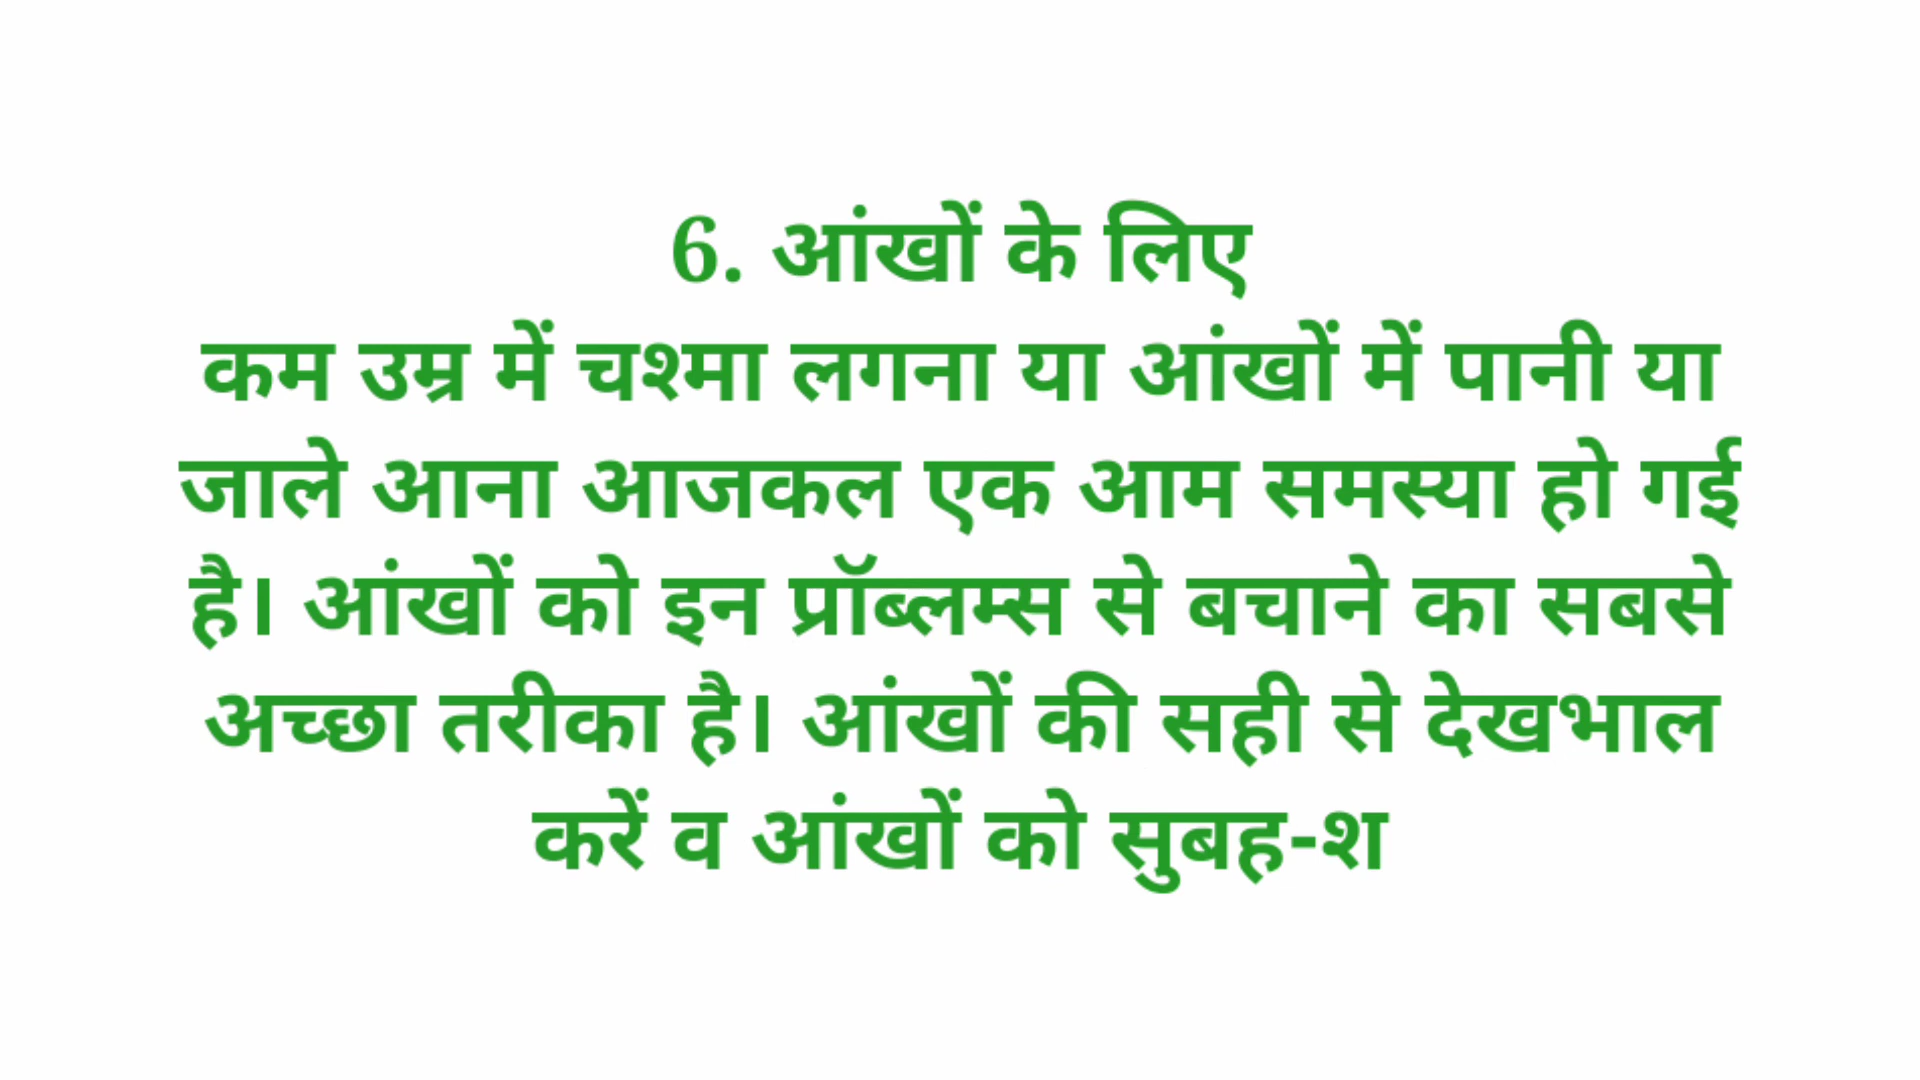 6. आंखों के लिए
कम उम्र में चश्मा लगना या आंखों में पानी या
जाले आना आजकल एक आम समस्या हो गई
है। आंखों को इन प्रॉब्लम्स से बचाने का सबसे
अच्छा तरीका है। आंखों की सही से देखभाल
करें व आंखों को सुबह-श